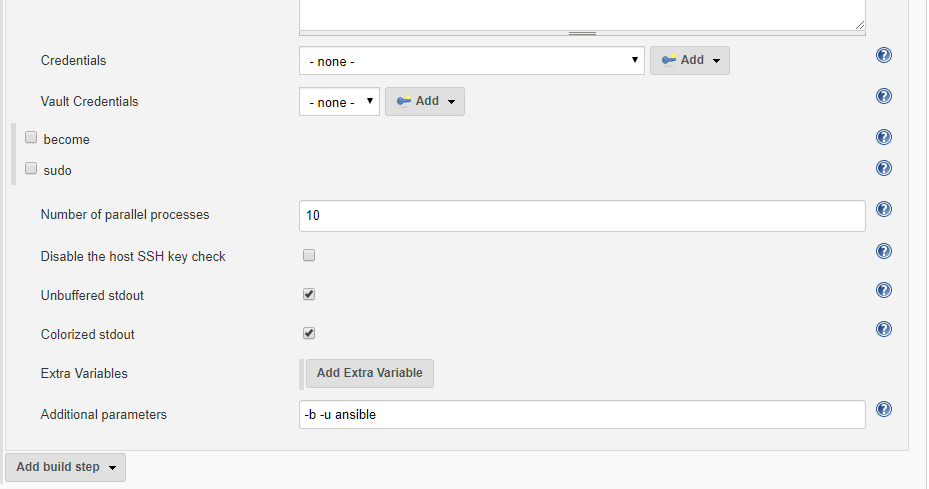 Credentials
- none -
Add
Vault Credentials
- none -
Add
become
sudo
Number of parallel processes
10
Disable the host SSH key check
Unbuffered stdout
Colorized stdout
Extra Variables
Add Extra Variable
Additional parameters
-b -u ansible
Add build step